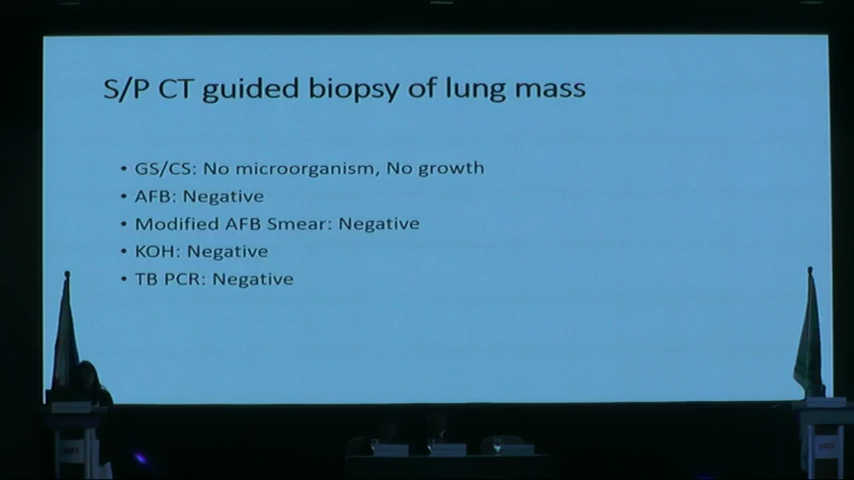 S/P CT guided biopsy of lung mass
• GS/CS: No microorganism, No growth
• AFB: Negative
• Modified AFB Smear: Negative
• KOH: Negative
• TB PCR: Negative